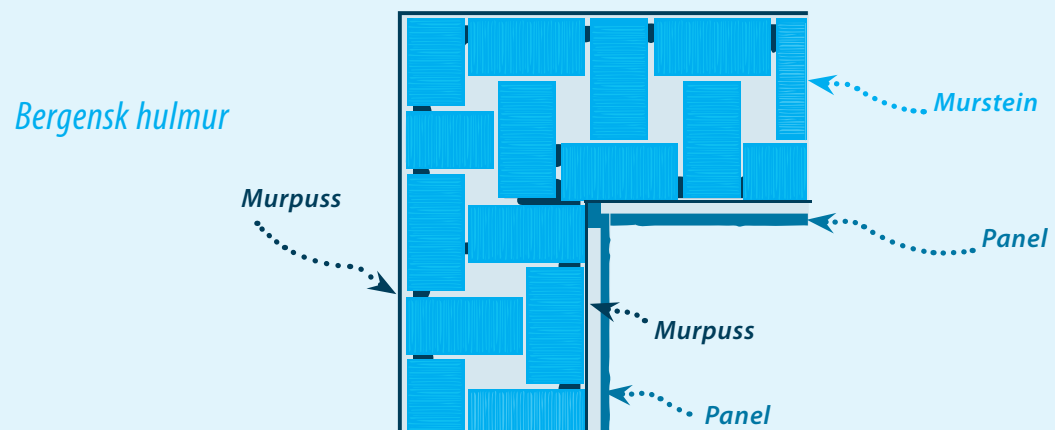 Bergensk hulmur
Murstein
Murpuss
Panel
Murpuss
Panel